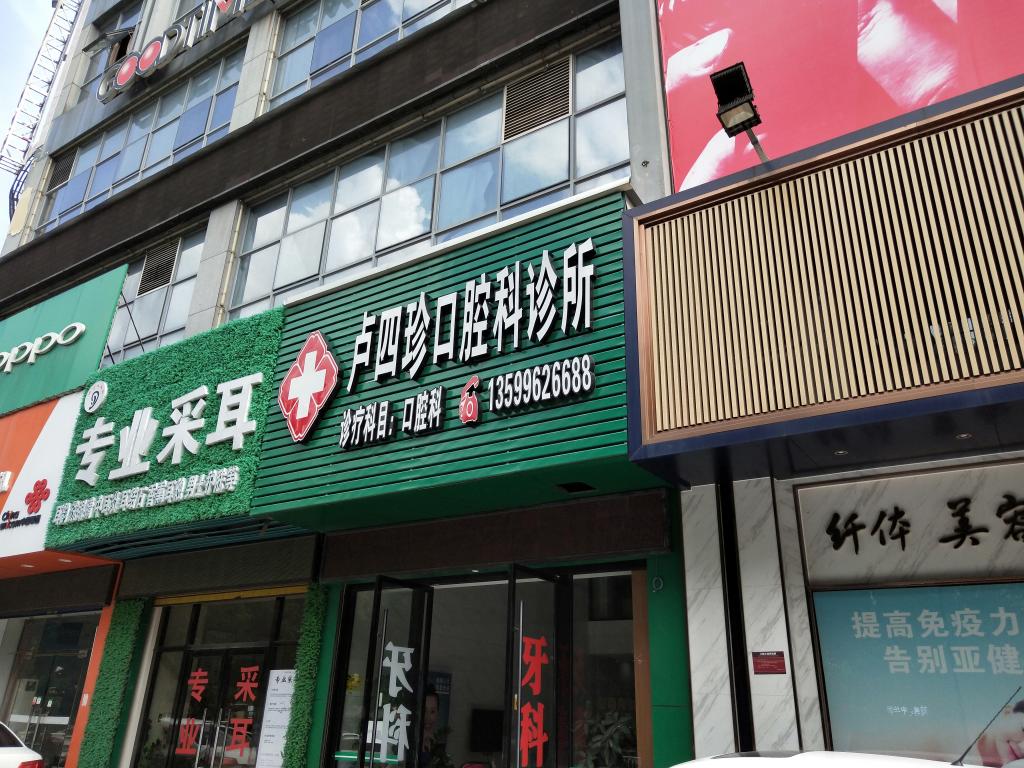 GOODTIME
oppo
专业采耳
卢四珍口腔科诊所
诊疗科目：口腔科 13599626688
纤体 美容
提高免疫力
告别亚健
专 采
业 耳
牙科
牙科